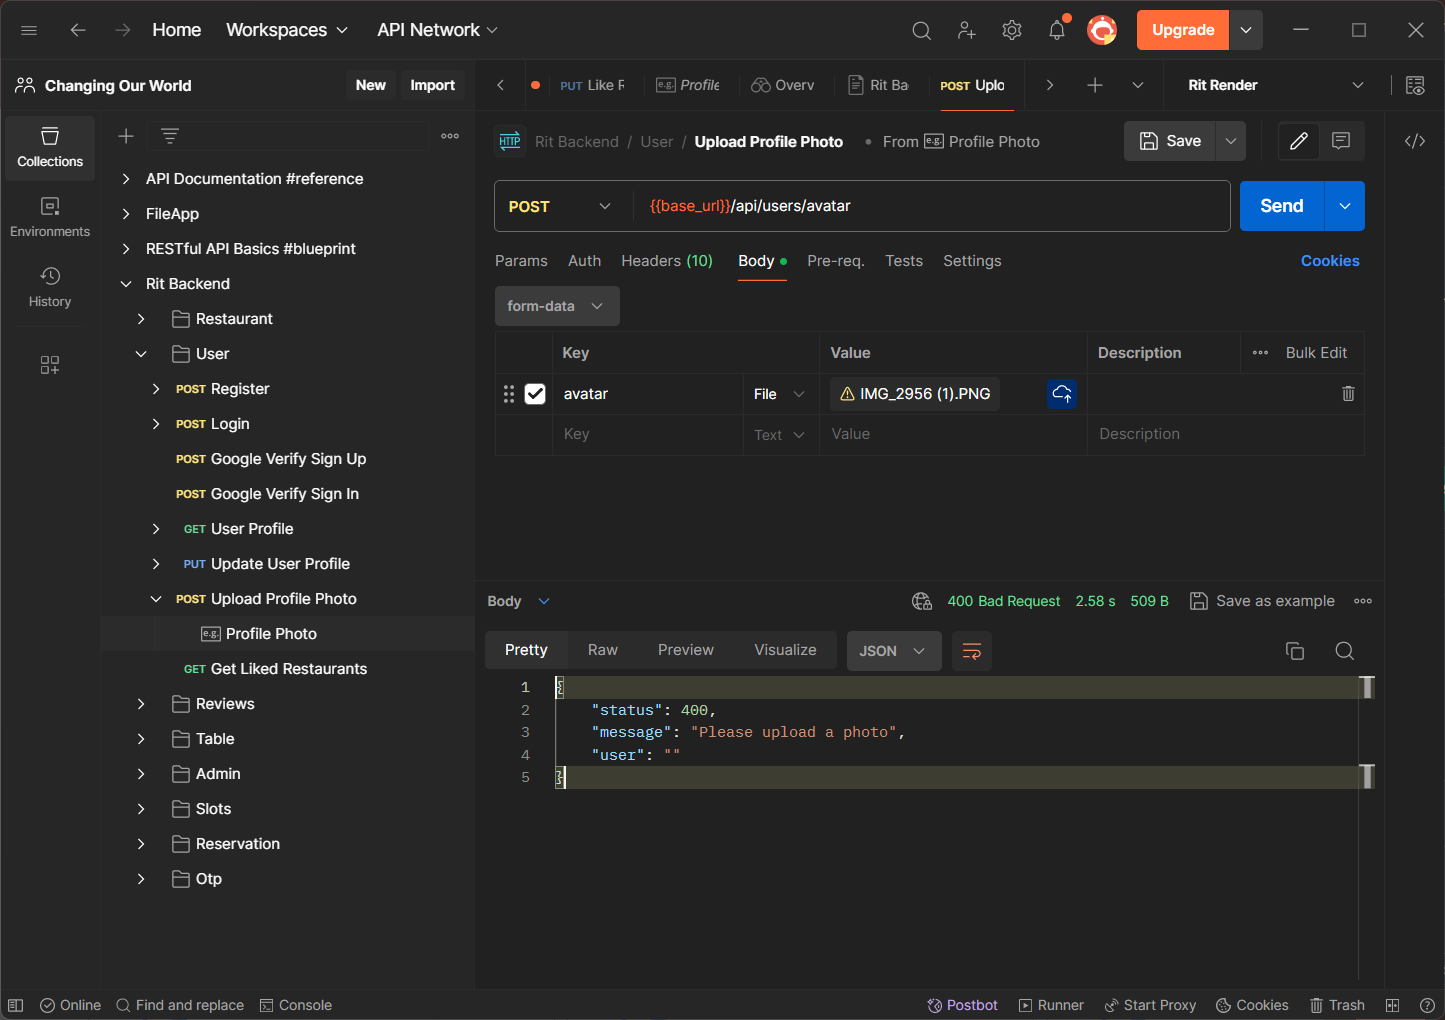 Home Workspaces API Network Upgrade
Changing Our World New Import
PUT Like R e.g. Profile Overv Rit Ba POST Uplo Rit Render
Collections
Environments
History
API Documentation #reference
FileApp
RESTful API Basics #blueprint
Rit Backend
Restaurant
User
POST Register
POST Login
POST Google Verify Sign Up
POST Google Verify Sign In
GET User Profile
PUT Update User Profile
POST Upload Profile Photo
e.g. Profile Photo
GET Get Liked Restaurants
Reviews
Table
Admin
Slots
Reservation
Otp
HTTP Rit Backend / User / Upload Profile Photo • From e.g. Profile Photo Save </>
POST {{base_url}}/api/users/avatar Send
Params Auth Headers (10) Body Pre-req. Tests Settings Cookies
form-data
Key Value Description Bulk Edit
avatar File IMG_2956 (1).PNG
Key Text Value Description
Body 400 Bad Request 2.58 s 509 B Save as example
Pretty Raw Preview Visualize JSON
1 {
2 "status": 400,
3 "message": "Please upload a photo",
4 "user": ""
5 }
Online Find and replace Console Postbot Runner Start Proxy Cookies Trash